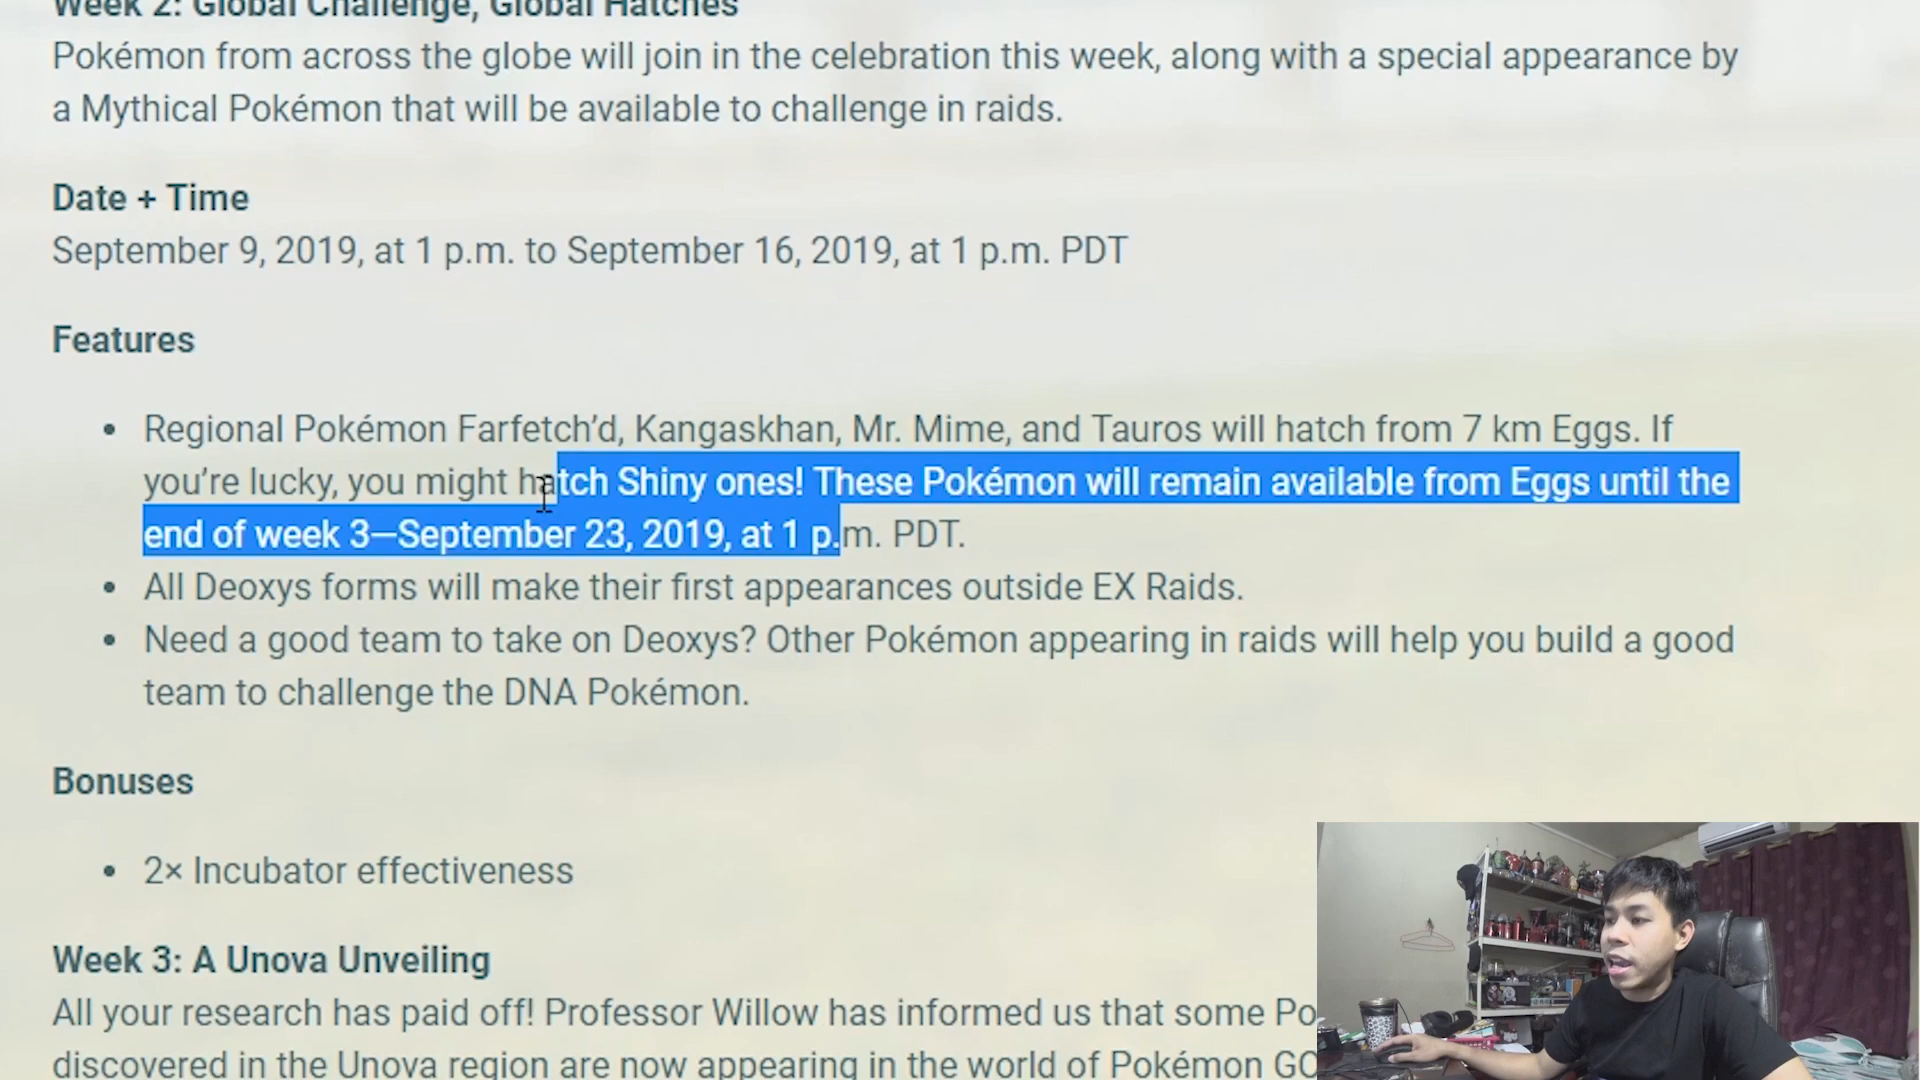 Week 2: Global Challenge, Global Hatches
Pokémon from across the globe will join in the celebration this week, along with a special appearance by
a Mythical Pokémon that will be available to challenge in raids.
Date + Time
September 9, 2019, at 1 p.m. to September 16, 2019, at 1 p.m. PDT
Features
• Regional Pokémon Farfetch’d, Kangaskhan, Mr. Mime, and Tauros will hatch from 7 km Eggs. If
you’re lucky, you might hatch Shiny ones! These Pokémon will remain available from Eggs until the
end of week 3—September 23, 2019, at 1 p.m. PDT.
• All Deoxys forms will make their first appearances outside EX Raids.
• Need a good team to take on Deoxys? Other Pokémon appearing in raids will help you build a good
team to challenge the DNA Pokémon.
Bonuses
• 2× Incubator effectiveness
Week 3: A Unova Unveiling
All your research has paid off! Professor Willow has informed us that some Po
discovered in the Unova region are now appearing in the world of Pokémon GO